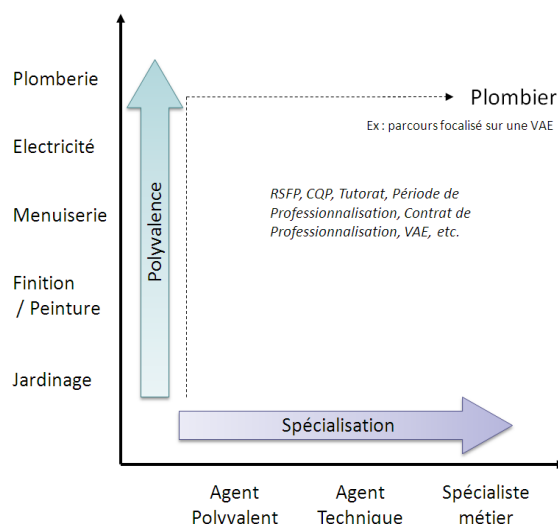 Plomberie
Electricité
Menuiserie
Finition
/ Peinture
Jardinage
Polyvalence
Plombier
Ex : parcours focalisé sur une VAE
RSFP, CQP, Tutorat, Période de
Professionnalisation, Contrat de
Professionnalisation, VAE, etc.
Spécialisation
Agent
Polyvalent
Agent
Technique
Spécialiste
métier